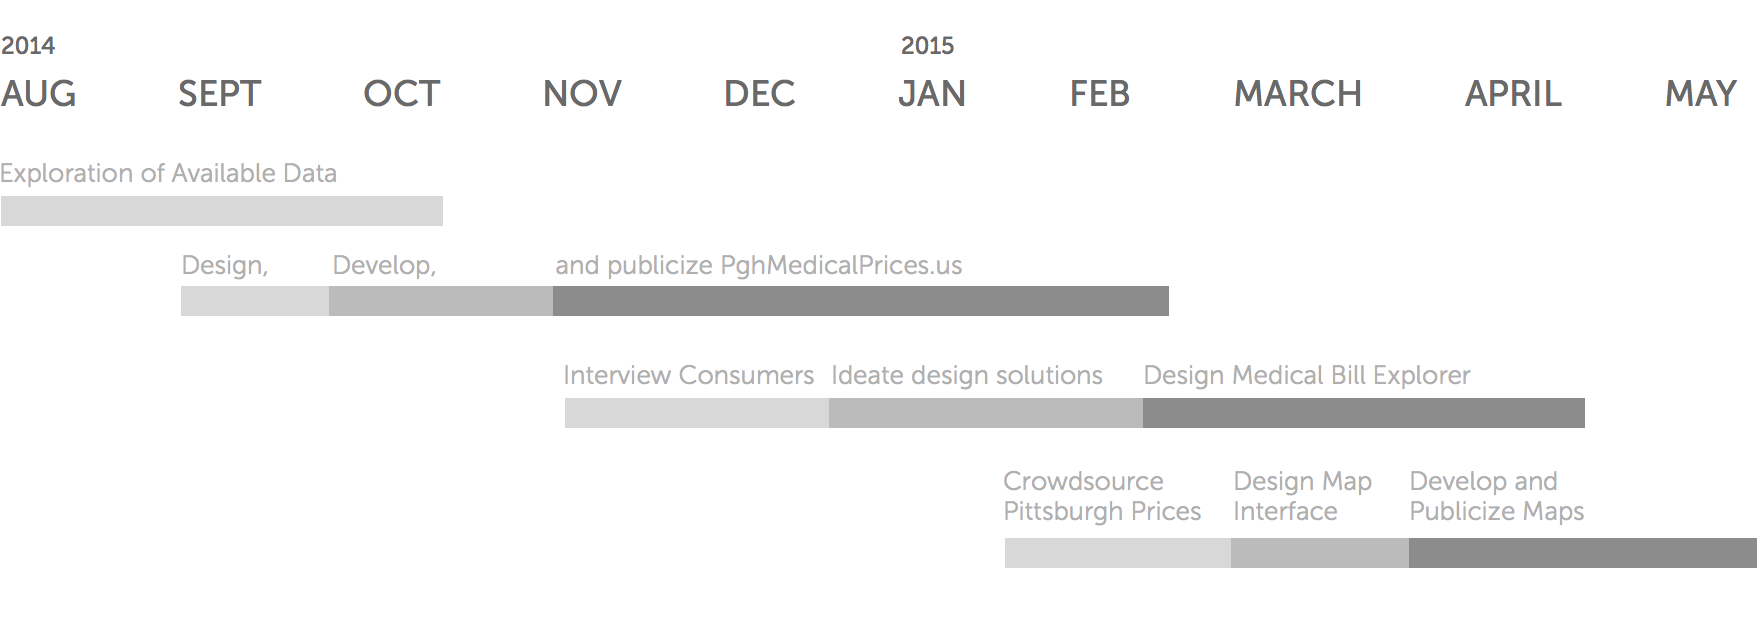 2014 2015
AUG SEPT OCT NOV DEC JAN FEB MARCH APRIL MAY
Exploration of Available Data
Design, Develop, and publicize PghMedicalPrices.us
Interview Consumers Ideate design solutions Design Medical Bill Explorer
Crowdsource
Pittsburgh Prices
Design Map
Interface
Develop and
Publicize Maps